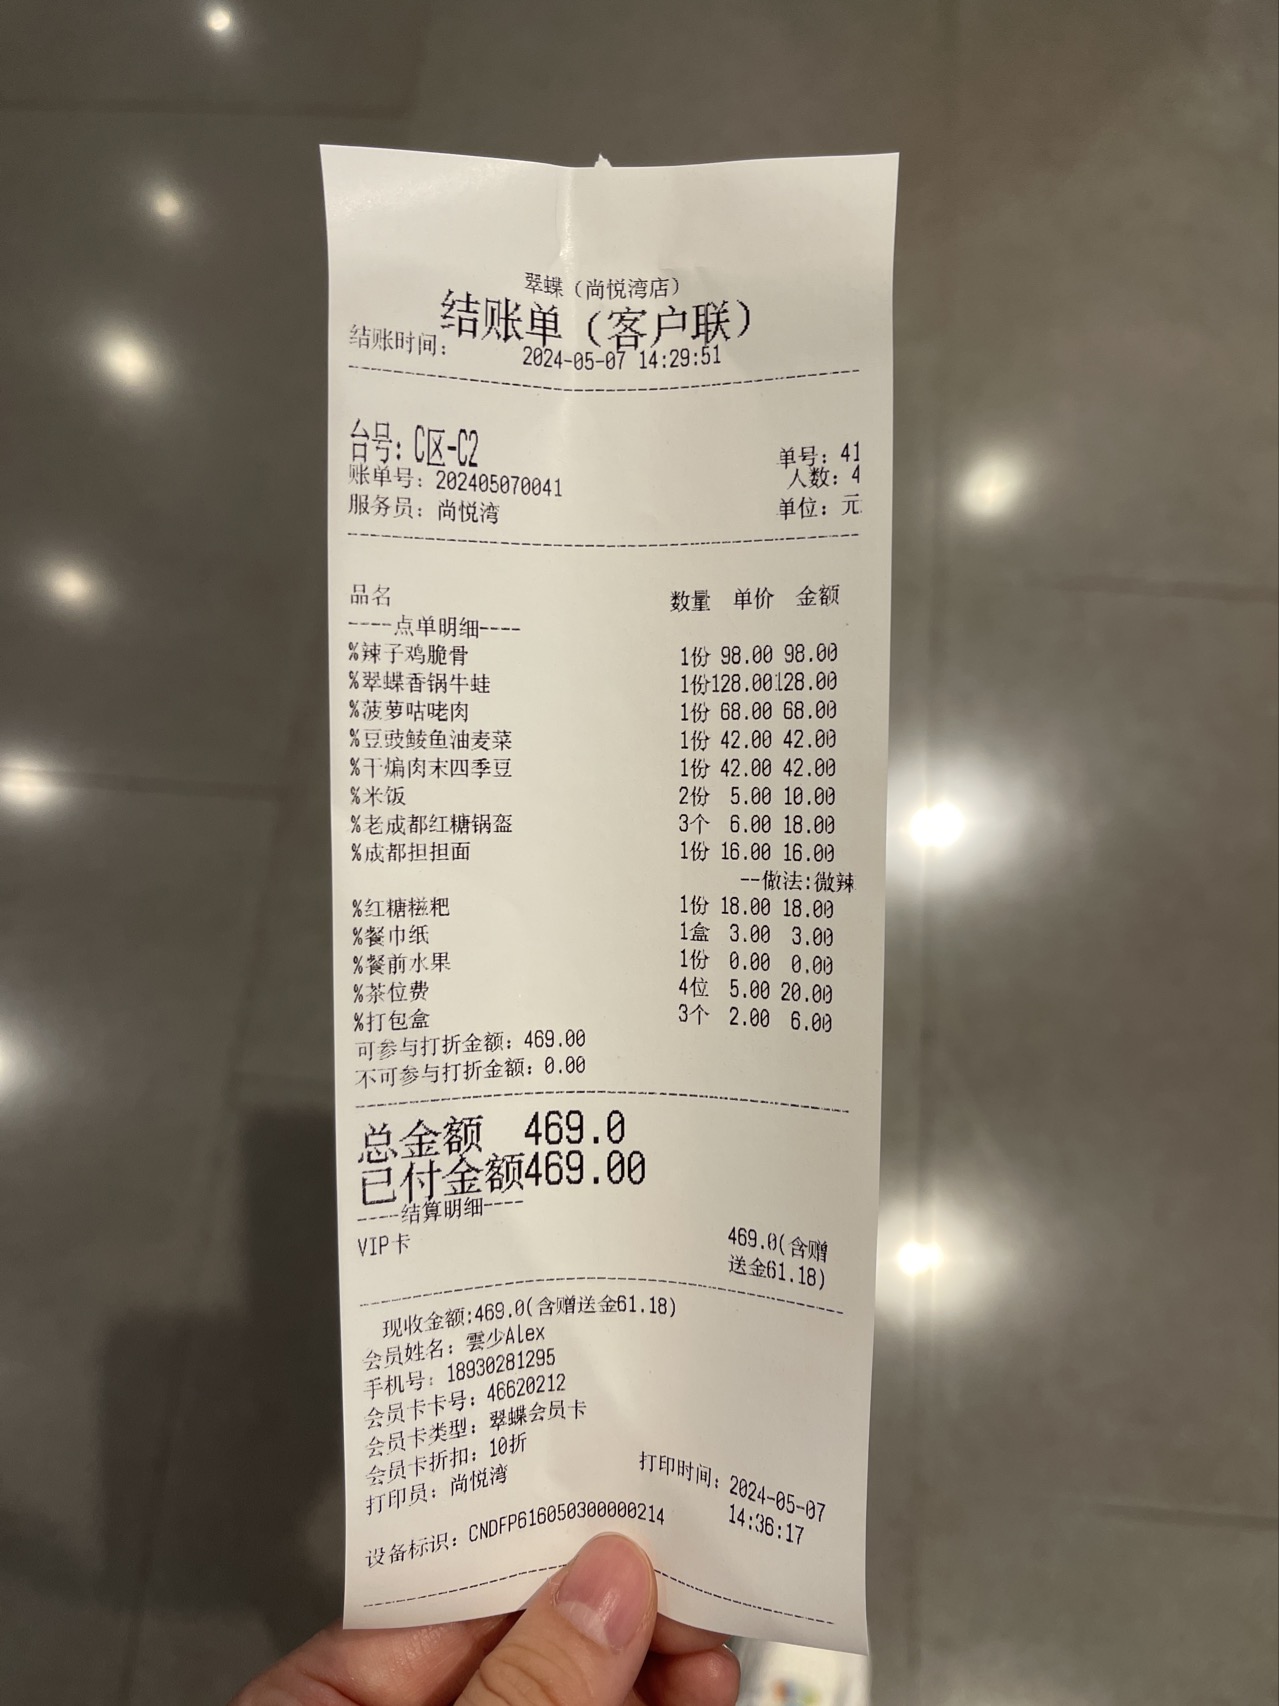 翠蝶（尚悦湾店）
结账单（客户联）
结账时间： 2024-05-07 14:29:51
台号：C区-C2 单号：41
账单号：202405070041 人数：4
服务员：尚悦湾 单位：元
品名 数量 单价 金额
----点单明细----
%辣子鸡脆骨 1份 98.00 98.00
%翠蝶香锅牛蛙 1份128.00128.00
%菠萝咕咾肉 1份 68.00 68.00
%豆豉鲮鱼油麦菜 1份 42.00 42.00
%干煸肉末四季豆 1份 42.00 42.00
%米饭 2份 5.00 10.00
%老成都红糖锅盔 3个 6.00 18.00
%成都担担面 1份 16.00 16.00
--做法:微辣
%红糖糍粑 1份 18.00 18.00
%餐巾纸 1盒 3.00 3.00
%餐前水果 1份 0.00 0.00
%茶位费 4位 5.00 20.00
%打包盒 3个 2.00 6.00
可参与打折金额：469.00
不可参与打折金额：0.00
总金额 469.0
已付金额469.00
----结算明细----
VIP卡 469.0(含赠
送金61.18)
现收金额:469.0(含赠送金61.18)
会员姓名：雲少Alex
手机号：18930281295
会员卡卡号：46620212
会员卡类型：翠蝶会员卡
会员卡折扣：10折
打印员：尚悦湾 打印时间：2024-05-07
14:36:17
设备标识：CNDFP616050300000214